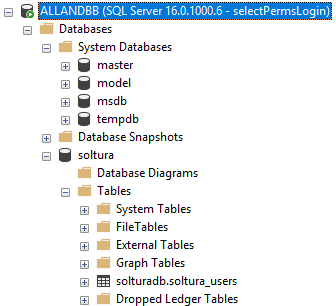 ALLANDBB (SQL Server 16.0.1000.6 - selectPermsLogin)
Databases
System Databases
master
model
msdb
tempdb
Database Snapshots
soltura
Database Diagrams
Tables
System Tables
FileTables
External Tables
Graph Tables
solturadb.soltura_users
Dropped Ledger Tables